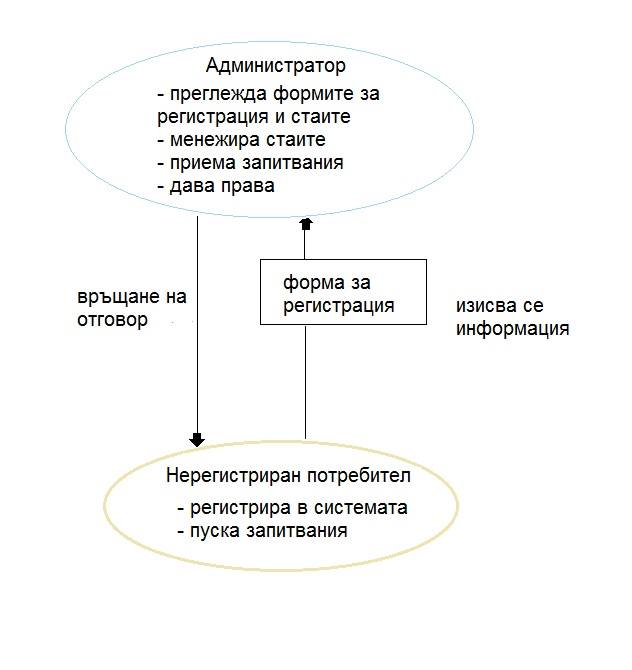 Администратор
- преглежда формите за
регистрация и стаите
- менежира стаите
- приема запитвания
- дава права
връщане на
отговор
форма за
регистрация
изисва се
информация
Нерегистриран потребител
- регистрира в системата
- пуска запитвания